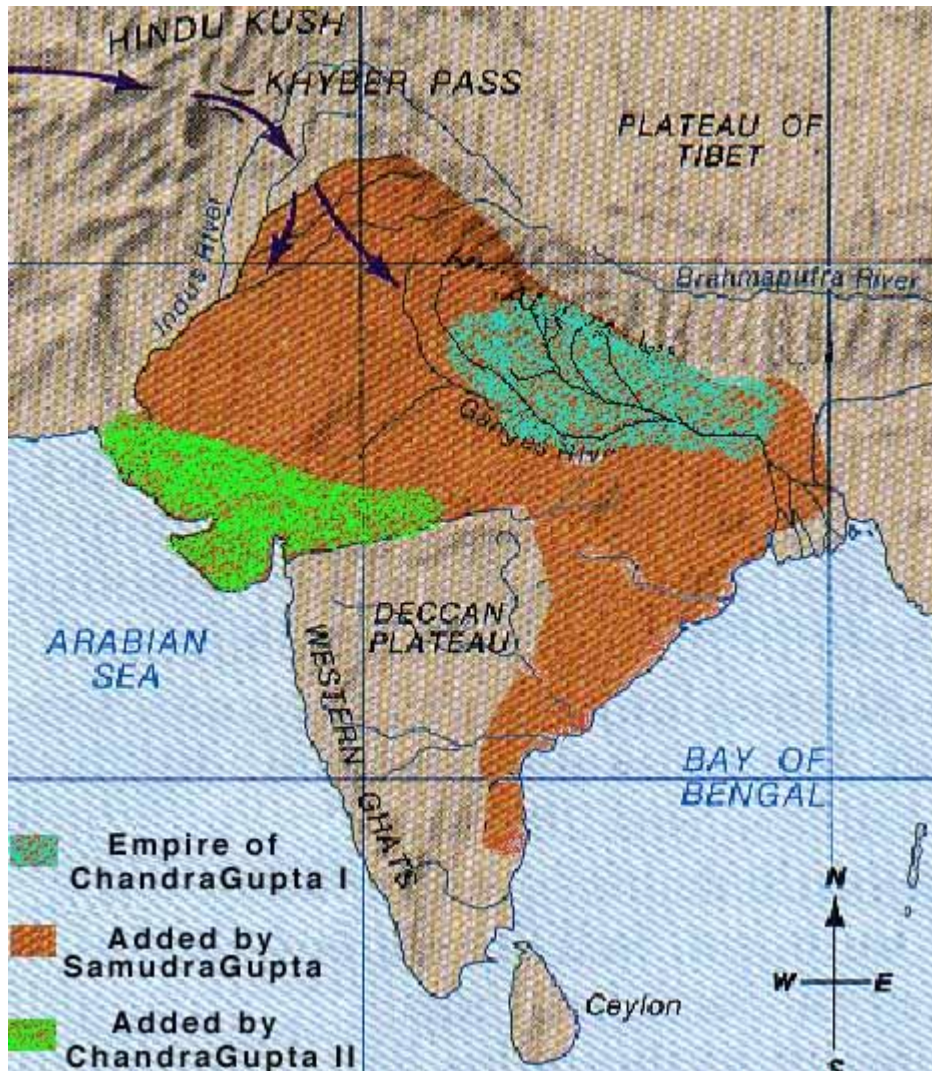 HINDU KUSH
KHYBER PASS
PLATEAU OF
TIBET
Indus River
Brahmaputra River
Ganges River
ARABIAN
SEA
DECCAN
PLATEAU
WESTERN GHATS
BAY OF
BENGAL
Empire of
ChandraGupta I
Added by
SamudraGupta
Added by
ChandraGupta II
N
W E
S
Ceylon